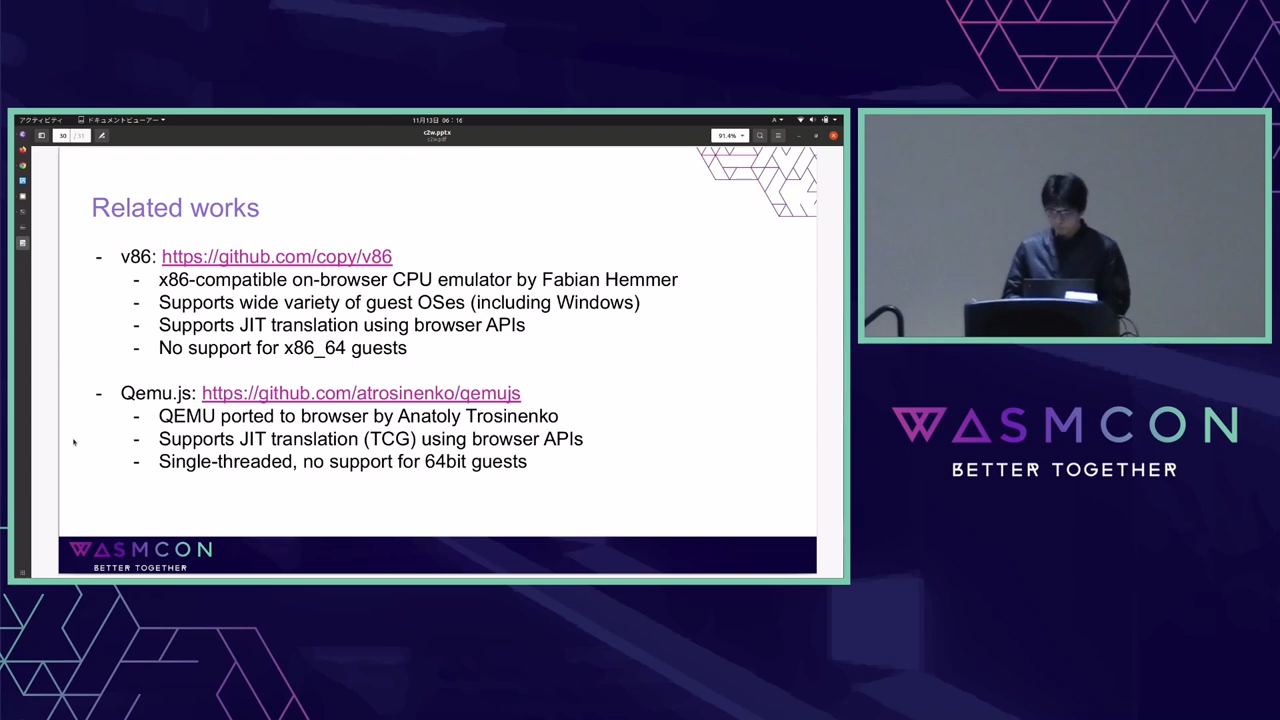 アクティビティ
ドキュメントビューアー
11月13日 06:16
A
30 / 31
c2w.pptx
c2w.pdf
91.4%
Related works
- v86: https://github.com/copy/v86
- x86-compatible on-browser CPU emulator by Fabian Hemmer
- Supports wide variety of guest OSes (including Windows)
- Supports JIT translation using browser APIs
- No support for x86_64 guests
- Qemu.js: https://github.com/atrosinenko/qemujs
- QEMU ported to browser by Anatoly Trosinenko
- Supports JIT translation (TCG) using browser APIs
- Single-threaded, no support for 64bit guests
WASMCON
BETTER TOGETHER
WASMCON
BETTER TOGETHER